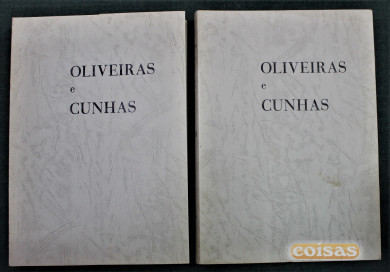 OLIVEIRAS
e
CUNHAS
OLIVEIRAS
e
CUNHAS
coisas